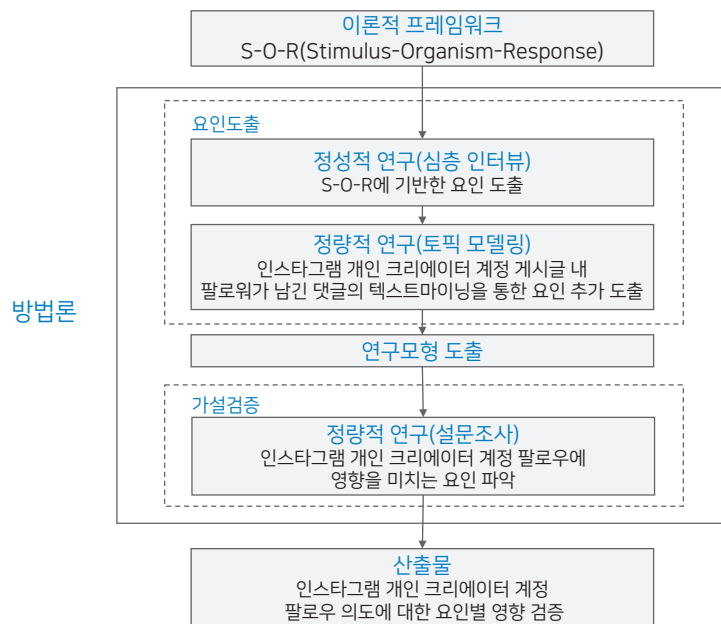 이론적 프레임워크
S-O-R(Stimulus-Organism-Response)
요인도출
정성적 연구(심층 인터뷰)
S-O-R에 기반한 요인 도출
정량적 연구(토픽 모델링)
인스타그램 개인 크리에이터 계정 게시글 내
팔로워가 남긴 댓글의 텍스트마이닝을 통한 요인 추가 도출
방법론
연구모형 도출
가설검증
정량적 연구(설문조사)
인스타그램 개인 크리에이터 계정 팔로우에
영향을 미치는 요인 파악
산출물
인스타그램 개인 크리에이터 계정
팔로우 의도에 대한 요인별 영향 검증